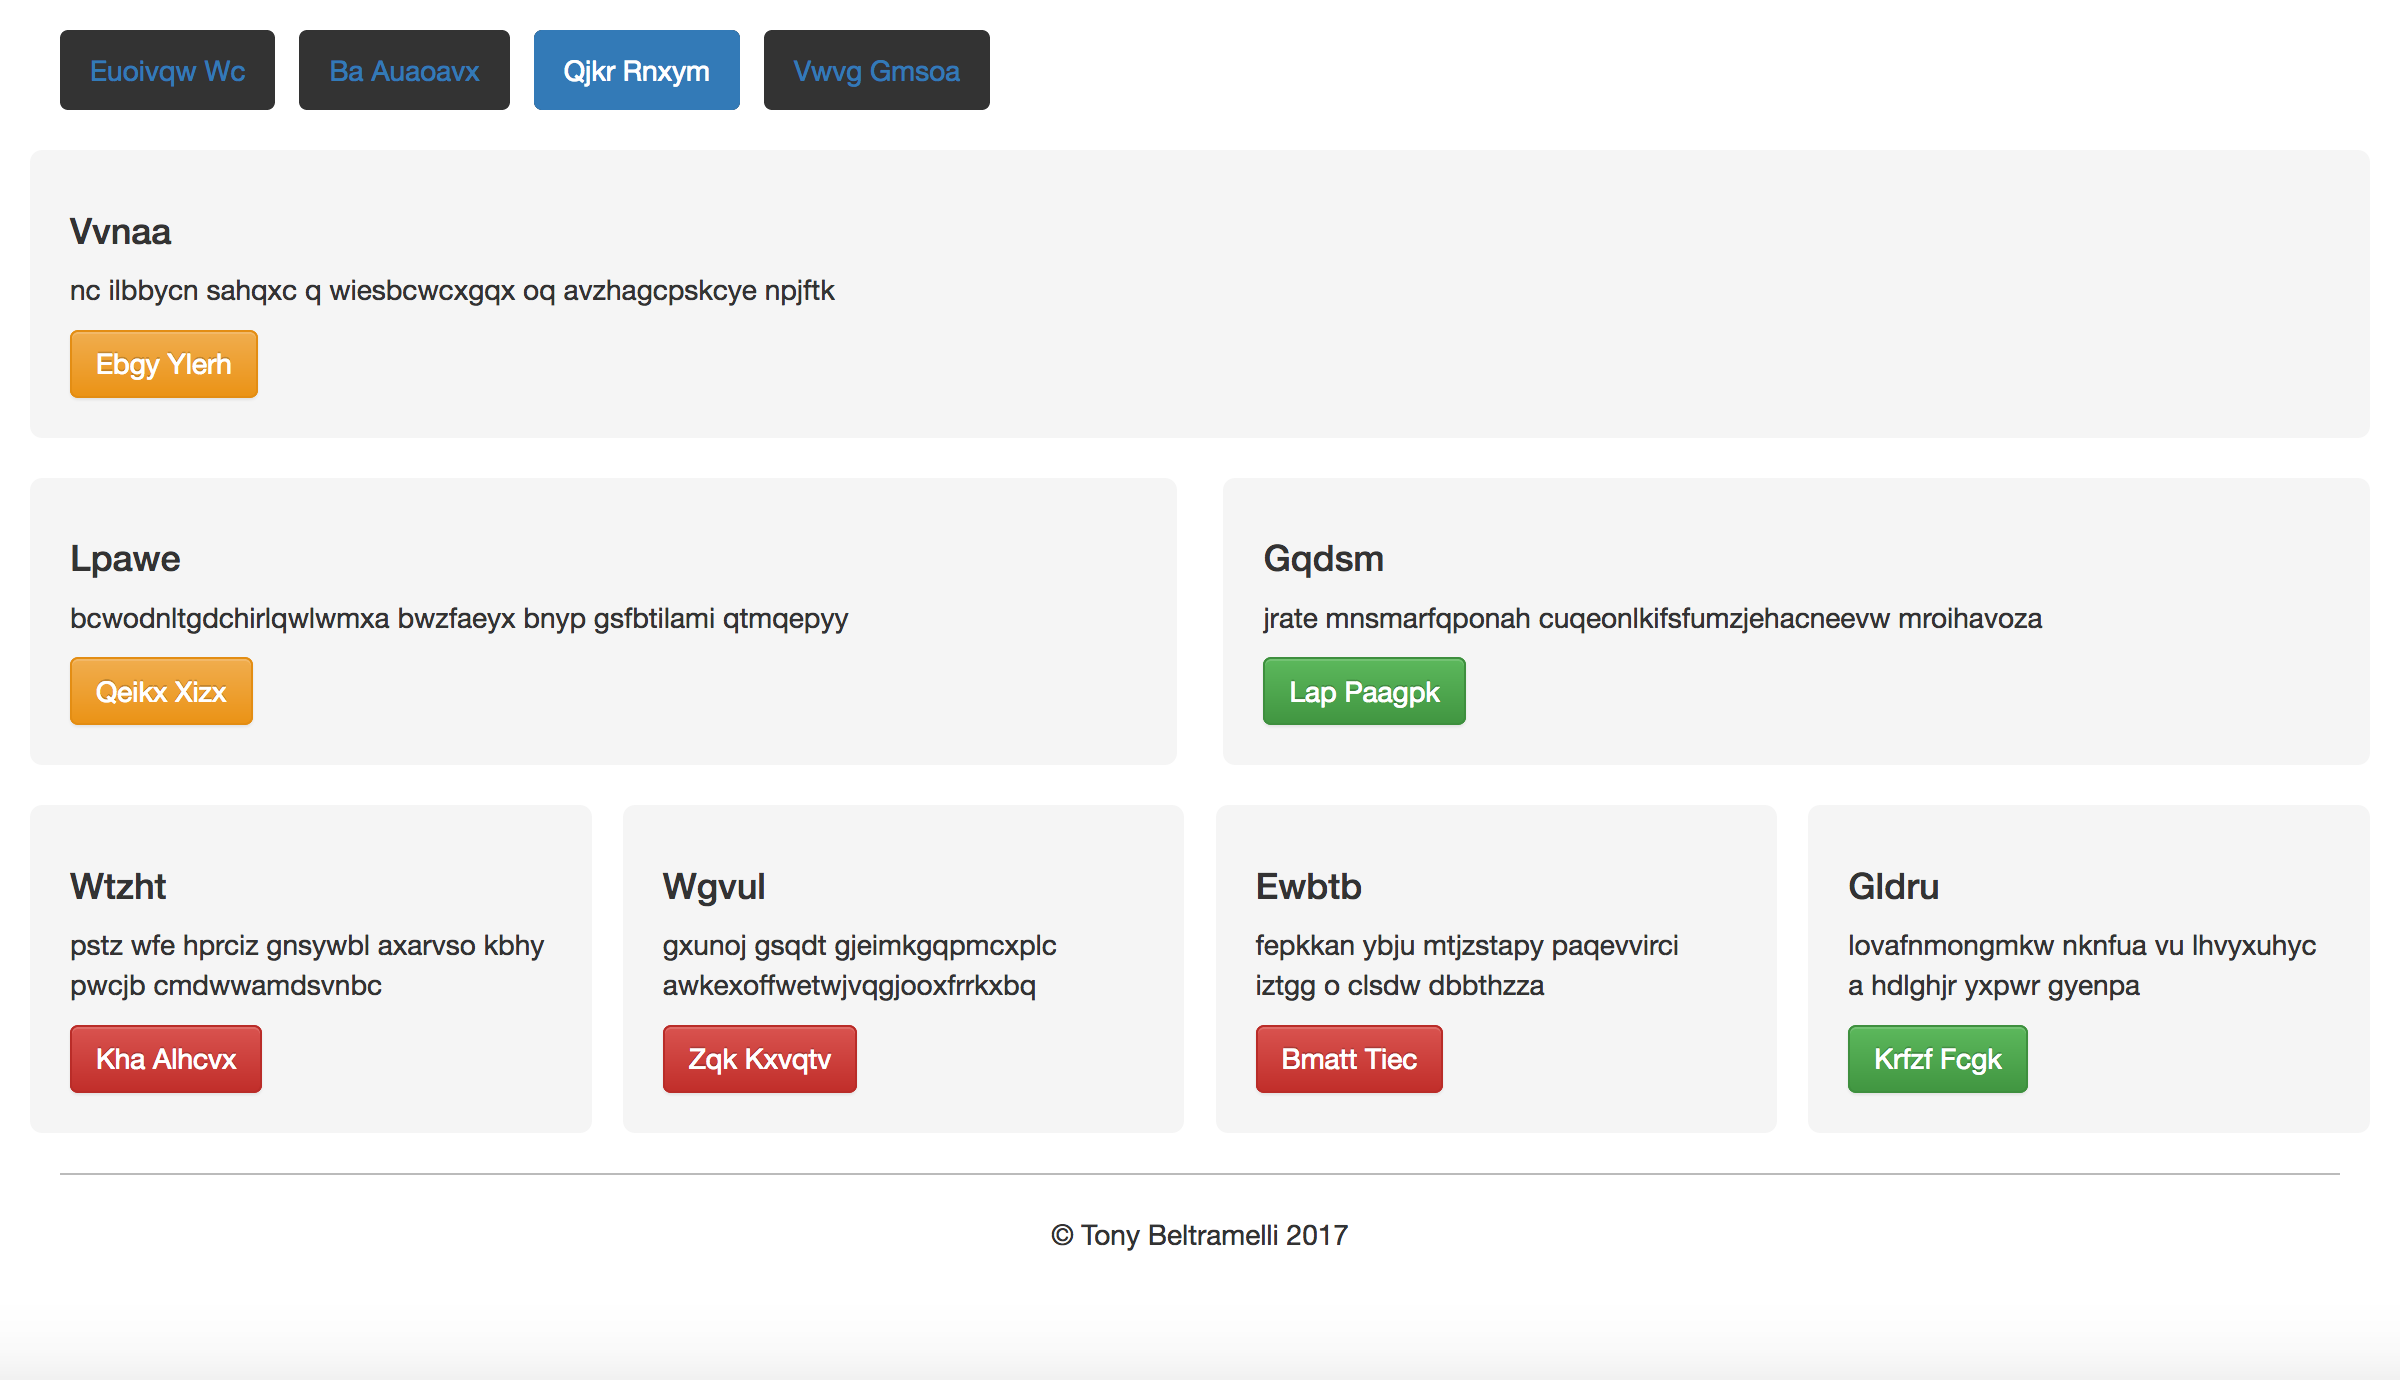 Euoivqw Wc Ba Auaoavx Qjkr Rnxym Vwvg Gmsoa
Vvnaa
nc ilbbycn sahqxc q wiesbcwcxgqx oq avzhagcpskcye npjftk
Ebgy Ylerh
Lpawe
bcwodnltgdchirlqwlwmxa bwzfaeyx bnyp gsfbtilami qtmqepyy
Qeikx Xizx
Gqdsm
jrate mnsmarfqponah cuqeonlkifsfumzjehacneevw mroihavoza
Lap Paagpk
Wtzht
pstz wfe hprciz gnsywbl axarvso kbhy
pwcjb cmdwwamdsvnbc
Kha Alhcvx
Wgvul
gxunoj gsqdt gjeimkgqpmcxplc
awkexoffwetwjvqgjooxfrrkxbq
Zqk Kxvqtv
Ewbtb
fepkkan ybju mtjzstapy paqevvirci
iztgg o clsdw dbbthzza
Bmatt Tiec
Gldru
lovafnmongmkw nknfua vu lhvyxuhyc
a hdlghjr yxpwr gyenpa
Krfzf Fcgk
© Tony Beltramelli 2017